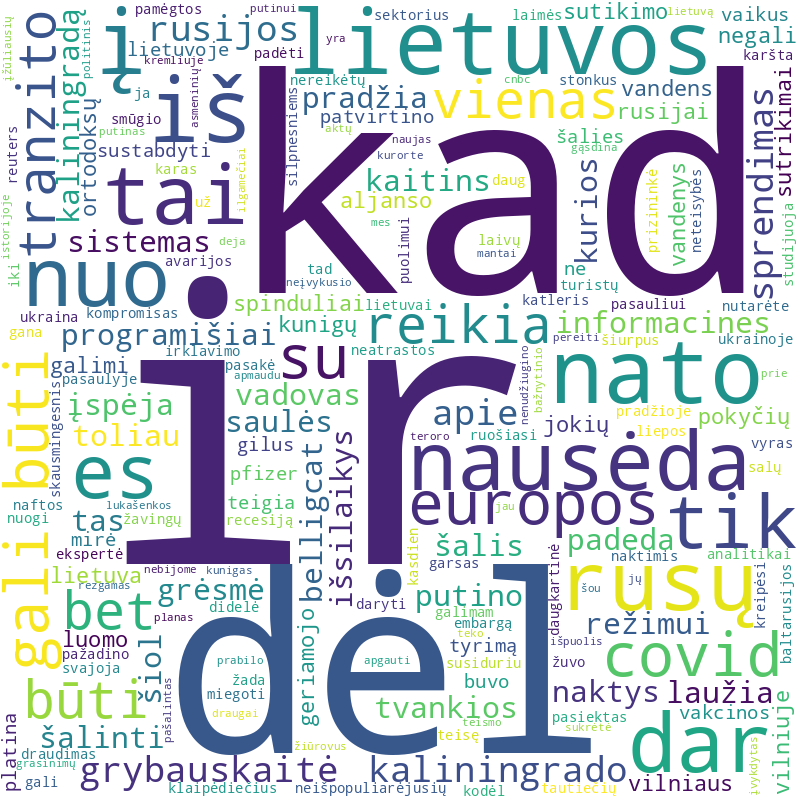 kad
ir
dėl
lietuvos
iš
į
tai
nuo
nato
nausėda
rusų
tik
es
dar
covid
vienas
reikia
europos
būti
gali būti
bet
su
tranzito
rusijos
kaliningradą
ortodoksų
lietuvoje
pamėgtos
kremliuje
padėti
putinui
yra
sektorius
laimės
sutikimo
lietuvą
vaikus
negali
karšta
ja
smūgio
asmeninių
politinis
įžūliausių
reuters
putinas
sustabdyti
karas
už
ilgamečiai
nereikėtų
pradžia
patvirtino
silpnesniems
aktų
naujas
kurorte
cnbc
stonkus
vandens
rusijai
šalies
gąsdina
sprendimas
sutrikimai
studijuoja
neteisybės
vandenys
prizininkė
kurios
kaitins
daug
aljanso
mes
puolimui
laivų
mantai
ne
turistų
katleris
pasauliui
nutarėte
ukrainoje
istorijoje
iki
sistemas
deja
avarijos
tad
neįvykusio
ukraina
kompromisas
spinduliai
lietuvai
gana
programišiai
kunigų
informacines
pereiti
šiurpus
irklavimo
neatrastos
galimi
pasakė
pasaulyje
apmaudu
skausmingesnis
įspėja
vadovas
toliau
saulės
apie
nenudžiugino
bažnytinio
prie
jokių
pradžioje
pokyčių
liepos
vyras
ruošiasi
teroro
gilus
belligcat
išsilaikys
pfizer
salų
naftos
nuogi
lukašenkos
tas
žavingų
teigia
recesiją
jau
mirė
ekspertė
nebijome
kunigas
lietuva
rezgamas
grėsmė
šalis
kasdien
garsas
padeda
daugkartinė
naktimis
analitikai
šou
jų
kreipėsi
baltarusijos
planas
didelė
daryti
putino
galimam
embargą
teko
tyrimą
režimui
išpuolis
luomo
pažadino
svajoja
šiol
prabilo
žada
miegoti
geriamojo
apgauti
susiduriu
buvo
žuvo
naktys
laužia
draugai
pašalintas
tvankios
teismo
pasiektas
sukrėtė
vakcinos
vilniuje
platina
šalinti
draudimas
žiūrovus
teisę
grasinimų
gali
grybauskaitė
kaliningrado
vilniaus
įvykdytas
klaipėdiečius
neišpopuliarėjusių
kodėl
tautiečių